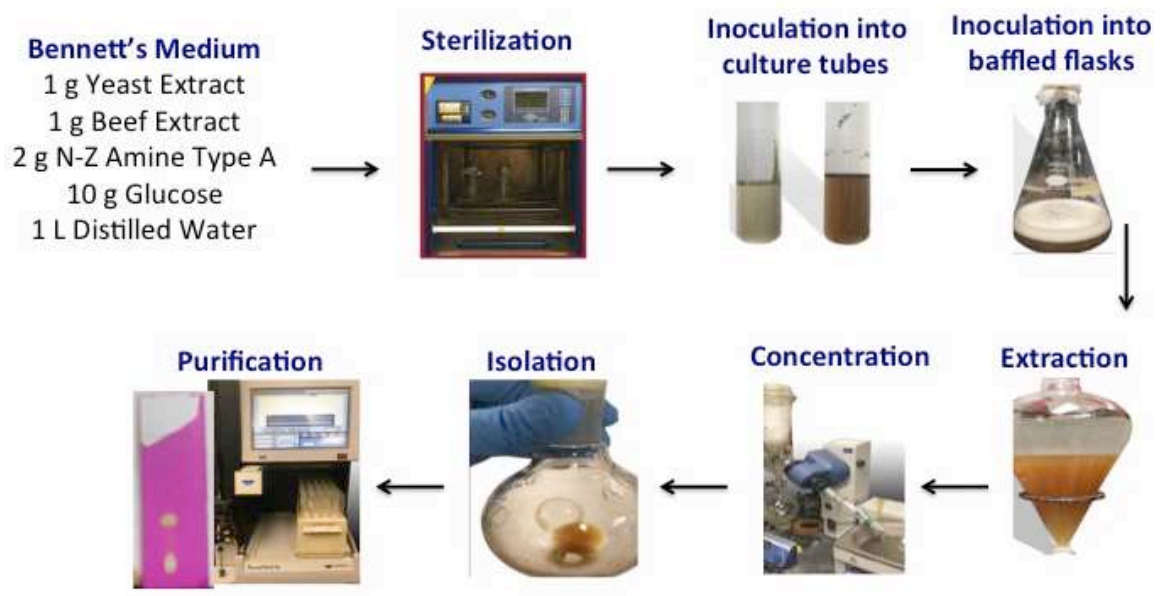 Bennett's Medium
1 g Yeast Extract
1 g Beef Extract
2 g N-Z Amine Type A
10 g Glucose
1 L Distilled Water
Sterilization
Inoculation into
culture tubes
Inoculation into
baffled flasks
Extraction
Concentration
Isolation
Purification